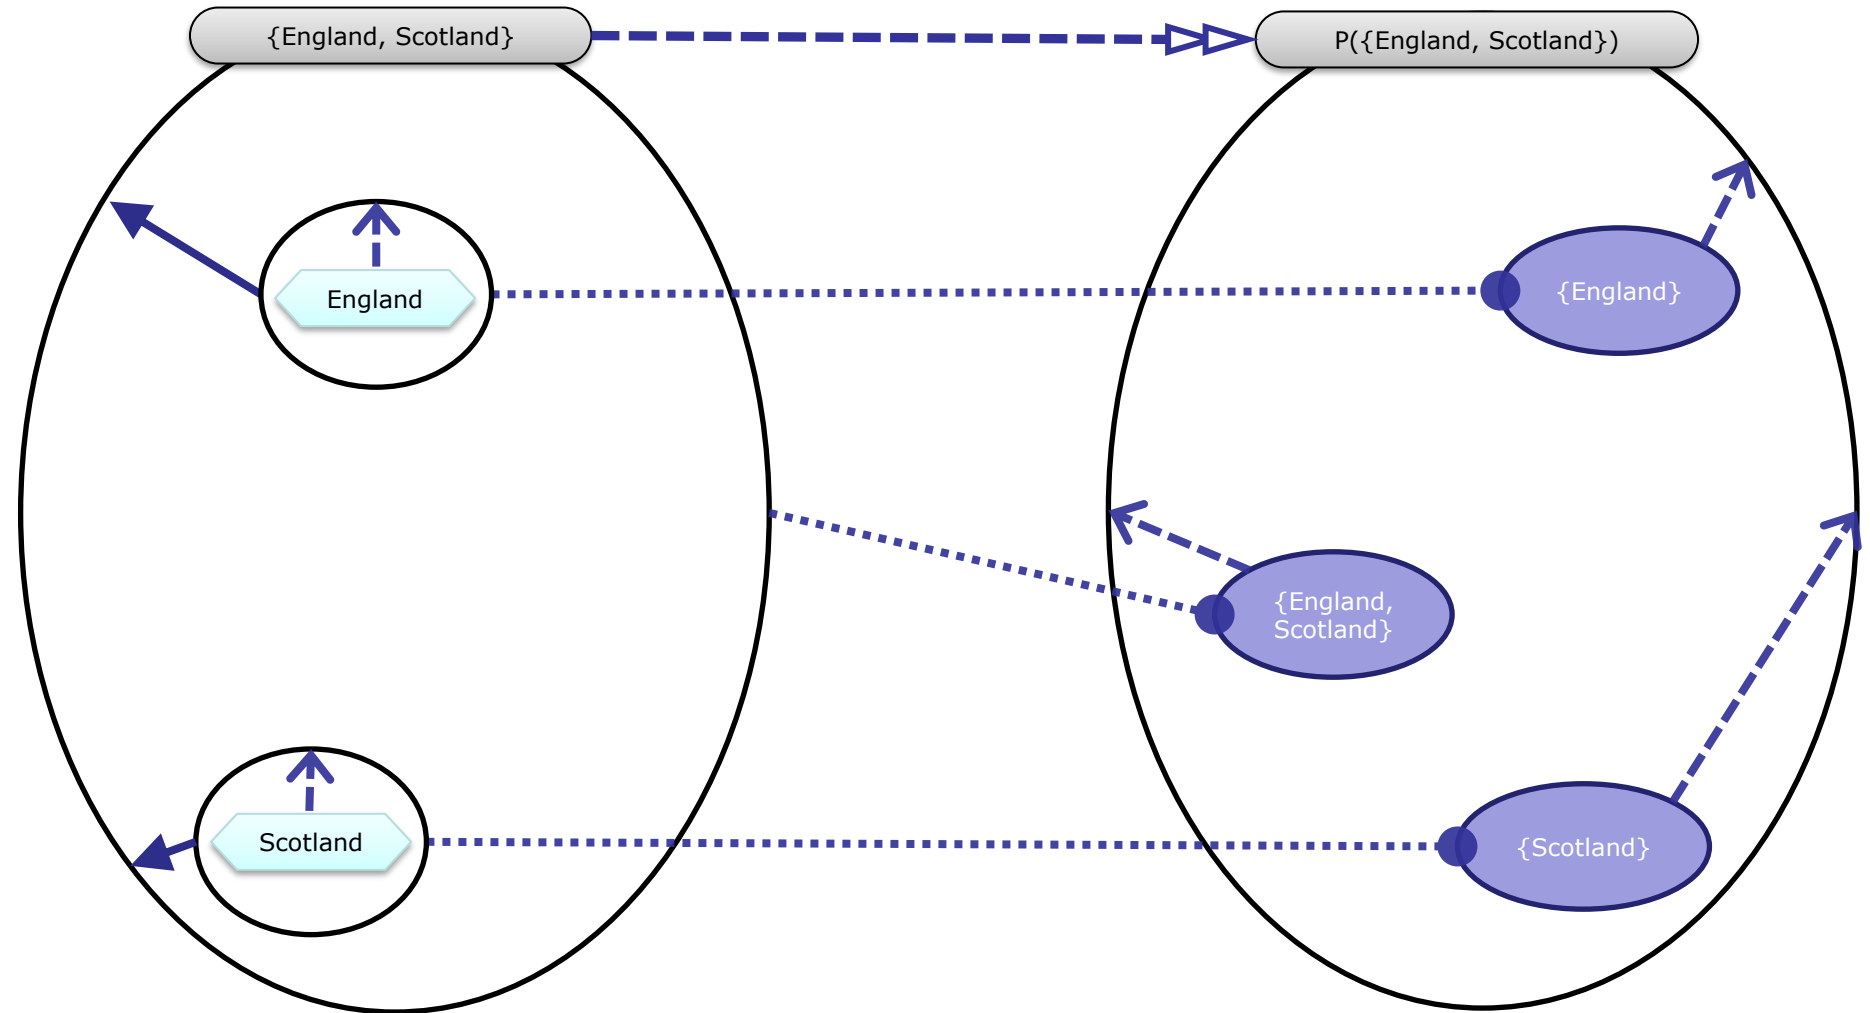 {England, Scotland}
P({England, Scotland})
England
{England}
{England,
Scotland}
Scotland
{Scotland}